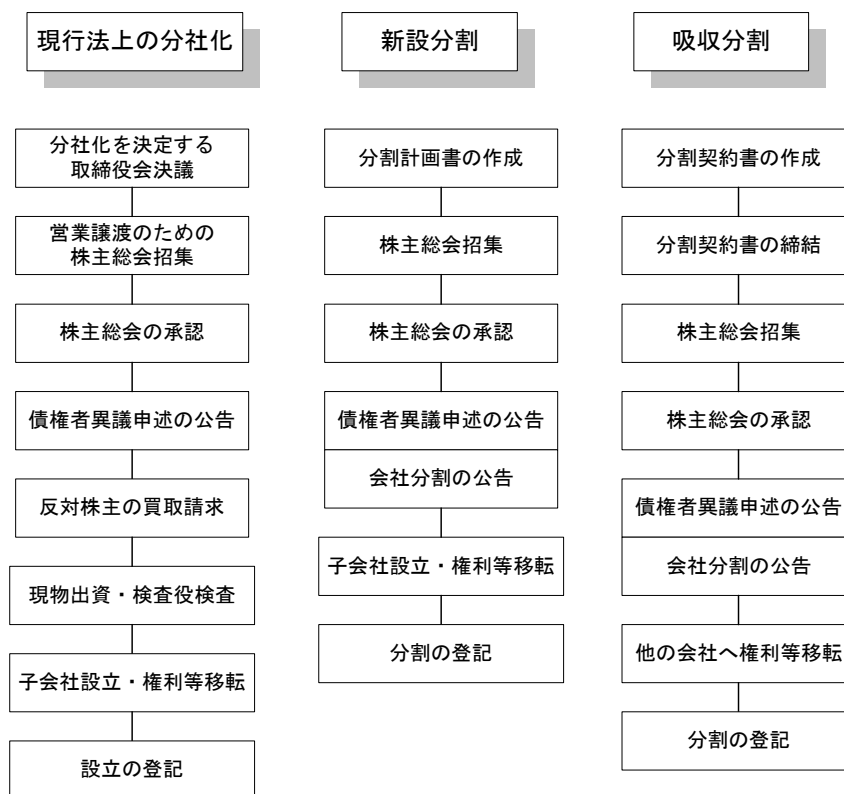 現行法上の分社化
分社化を決定する
取締役会決議
営業譲渡のための
株主総会招集
株主総会の承認
債権者異議申述の公告
反対株主の買取請求
現物出資・検査役検査
子会社設立・権利等移転
設立の登記
新設分割
分割計画書の作成
株主総会招集
株主総会の承認
債権者異議申述の公告
会社分割の公告
子会社設立・権利等移転
分割の登記
吸収分割
分割契約書の作成
分割契約書の締結
株主総会招集
株主総会の承認
債権者異議申述の公告
会社分割の公告
他の会社へ権利等移転
分割の登記